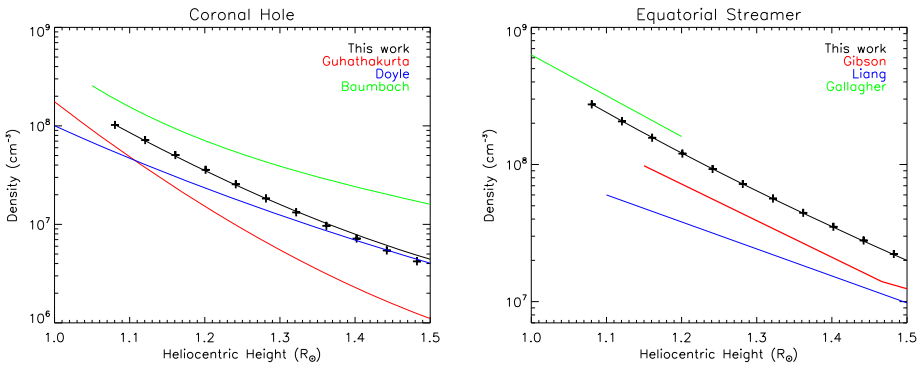 Coronal Hole
10⁹
10⁸
10⁷
10⁶
Density (cm⁻³)
This work
Guhathakurta
Doyle
Baumbach
1.0 1.1 1.2 1.3 1.4 1.5
Heliocentric Height (R☉)
Equatorial Streamer
10⁹
10⁸
10⁷
Density (cm⁻³)
This work
Gibson
Liang
Gallagher
1.0 1.1 1.2 1.3 1.4 1.5
Heliocentric Height (R☉)